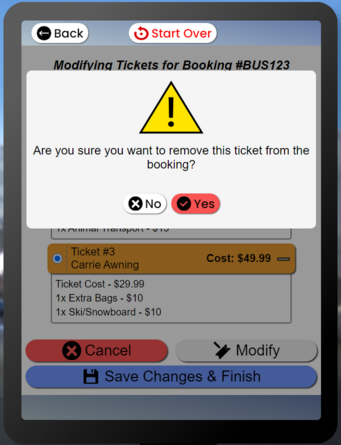 Back
Start Over
Modifying Tickets for Booking #BUS123
Are you sure you want to remove this ticket from the
booking?
No
Yes
1x Animal Transport - $15
Ticket #3
Carrie Awning
Cost: $49.99
Ticket Cost - $29.99
1x Extra Bags - $10
1x Ski/Snowboard - $10
Cancel
Modify
Save Changes & Finish